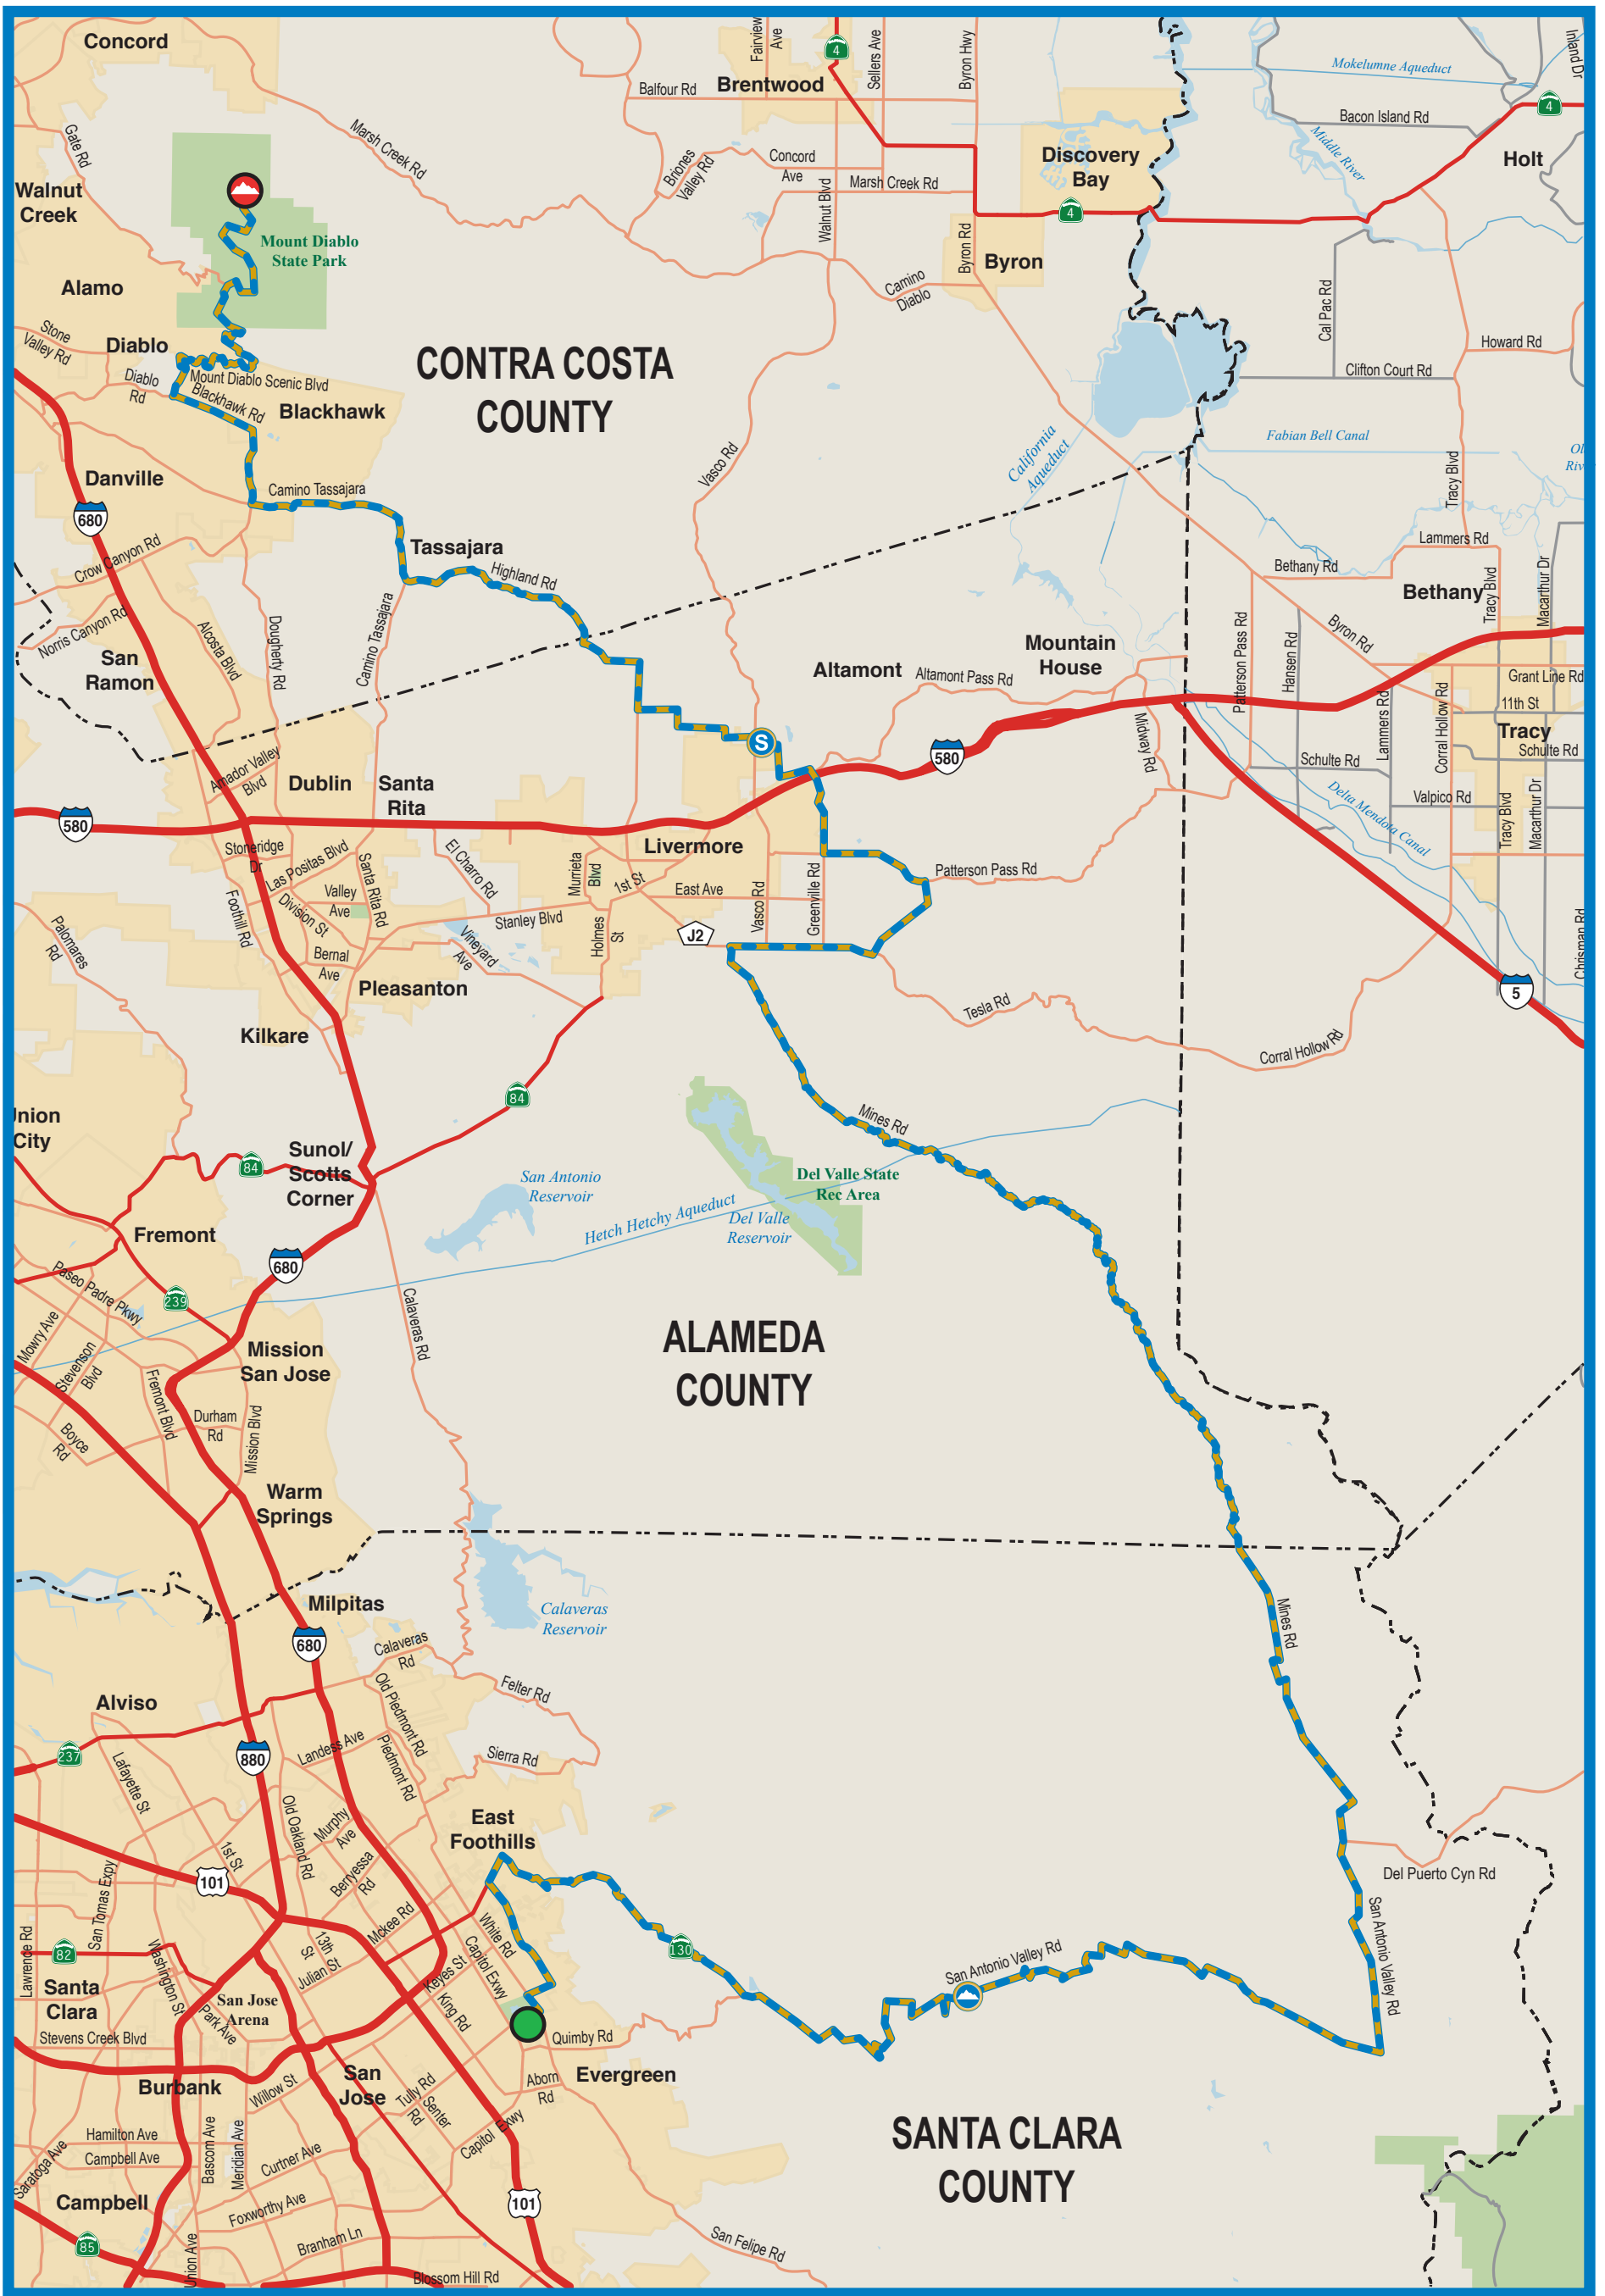 Concord
Fairview
Ave
4
Sellers Ave
Byron Hwy
Mokelumne Aqueduct
Inland Dr
Brentwood
Balfour Rd
4
Bacon Island Rd
Gate Rd
Marsh Creek Rd
Briones
Valley Rd
Concord
Ave
Marsh Creek Rd
Walnut Blvd
Discovery
Bay
Middle River
Holt
Walnut
Creek
4
Mount Diablo
State Park
Byron Rd
Byron
Alamo
Camino
Diablo
Cal Pac Rd
Stone
Valley Rd
Diablo
Howard Rd
Clifton Court Rd
CONTRA COSTA
COUNTY
Diablo
Rd
Mount Diablo Scenic Blvd
Blackhawk Rd
Blackhawk
California
Aqueduct
Fabian Bell Canal
Vasco Rd
Tracy Blvd
Danville
Camino Tassajara
680
Crow Canyon Rd
Tassajara
Highland Rd
Lammers Rd
Bethany Rd
Bethany
Tracy Blvd
Macarthur Dr
Norris Canyon Rd
San
Ramon
Alcosta Blvd
Dougherty Rd
Camino Tassajara
Patterson Pass Rd
Hansen Rd
Byron Rd
Mountain
House
Altamont
Altamont Pass Rd
Grant Line Rd
11th St
Tracy
Schulte Rd
Corral Hollow Rd
Lammers Rd
Midway Rd
S
580
Schulte Rd
Amador Valley
Blvd
Dublin
Santa
Rita
580
Valpico Rd
Delta Mendota Canal
Tracy Blvd
Macarthur Dr
Stoneridge
Dr
Las Positas Blvd
El Charro Rd
Murrieta
Blvd
Livermore
1st St
East Ave
Patterson Pass Rd
Santa Rita Rd
Valley
Ave
Division St
Stanley Blvd
Foothill Rd
Palomares
Rd
Bernal
Ave
Vineyard
Ave
Holmes
St
J2
Vasco Rd
Greenville Rd
Chrisman Rd
Pleasanton
5
Tesla Rd
Kilkare
Corral Hollow Rd
84
Mines Rd
84
Sunol/
Scotts
Corner
San Antonio
Reservoir
Del Valle State
Rec Area
Hetch Hetchy Aqueduct
Del Valle
Reservoir
Fremont
680
Paseo Padre Pkwy
239
Calaveras Rd
Mowry Ave
Stevenson
Blvd
Mission
San Jose
ALAMEDA
COUNTY
Fremont Blvd
Durham
Rd
Mission Blvd
Boyce
Rd
Warm
Springs
Milpitas
Calaveras
Reservoir
Mines Rd
680
Calaveras
Rd
Old Piedmont Rd
Felter Rd
Alviso
237
880
Landess Ave
Piedmont Rd
Sierra Rd
Lafayette St
Old Oakland Rd
Murphy
Ave
East
Foothills
Del Puerto Cyn Rd
1st St
Berryessa
Rd
101
San Tomas Expy
Mckee Rd
White Rd
Lawrence Rd
82
Washington St
13th
St
Julian St
Capitol Expy
Keyes St
130
San Antonio Valley Rd
San Antonio Valley Rd
Santa
Clara
San Jose
Arena
Park Ave
King Rd
Stevens Creek Blvd
Quimby Rd
Burbank
Willow St
San
Jose
Evergreen
Tully Rd
Senter
Rd
Aborn
Rd
Hamilton Ave
Campbell Ave
Bascom Ave
Meridian Ave
Curtner Ave
Capitol Expy
SANTA CLARA
COUNTY
Saratoga Ave
Campbell
Foxworthy Ave
101
85
Union Ave
Branham Ln
San Felipe Rd
Blossom Hill Rd